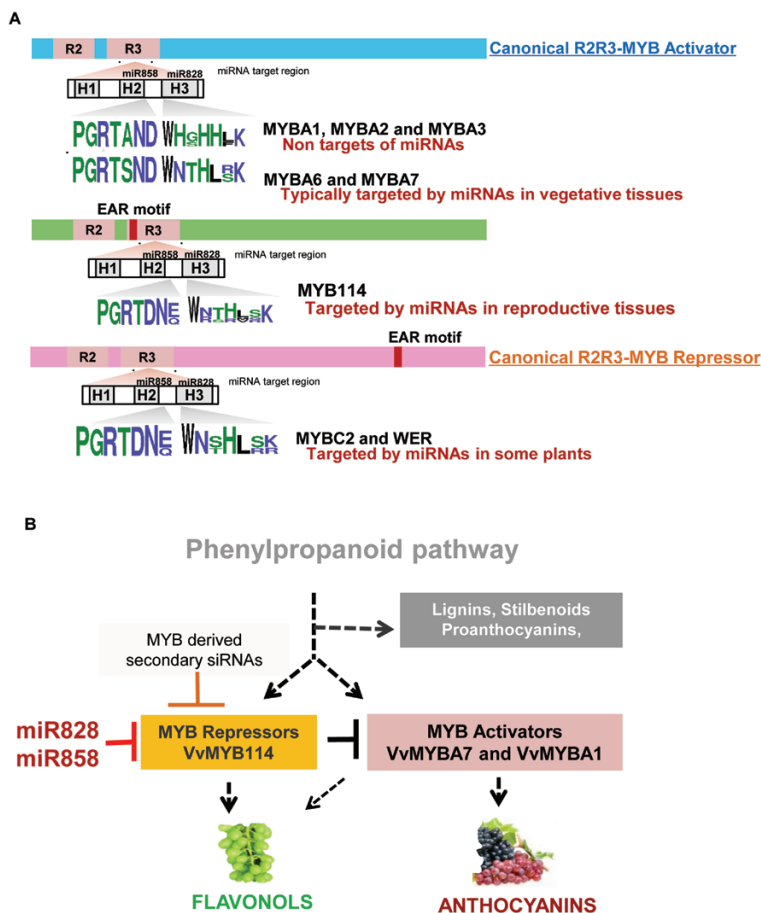 A
R2 R3
Canonical R2R3-MYB Activator
miR858 miR828 miRNA target region
H1 H2 H3
PGRTAND
MYBA1, MYBA2 and MYBA3
Non targets of miRNAs
PGRTSND
MYBA6 and MYBA7
Typically targeted by miRNAs in vegetative tissues
EAR motif
R2 R3
miR858 miR828 miRNA target region
H1 H2 H3
MYB114
PGRTDN
Targeted by miRNAs in reproductive tissues
EAR motif
R2 R3
Canonical R2R3-MYB Repressor
miR858 miR828 miRNA target region
H1 H2 H3
MYBC2 and WER
PGRTDN
Targeted by miRNAs in some plants
B
Phenylpropanoid pathway
Lignins, Stilbenoids
Proanthocyanins,
MYB derived
secondary siRNAs
miR828
miR858
MYB Repressors
VvMYB114
MYB Activators
VvMYBA7 and VvMYBA1
FLAVONOLS
ANTHOCYANINS